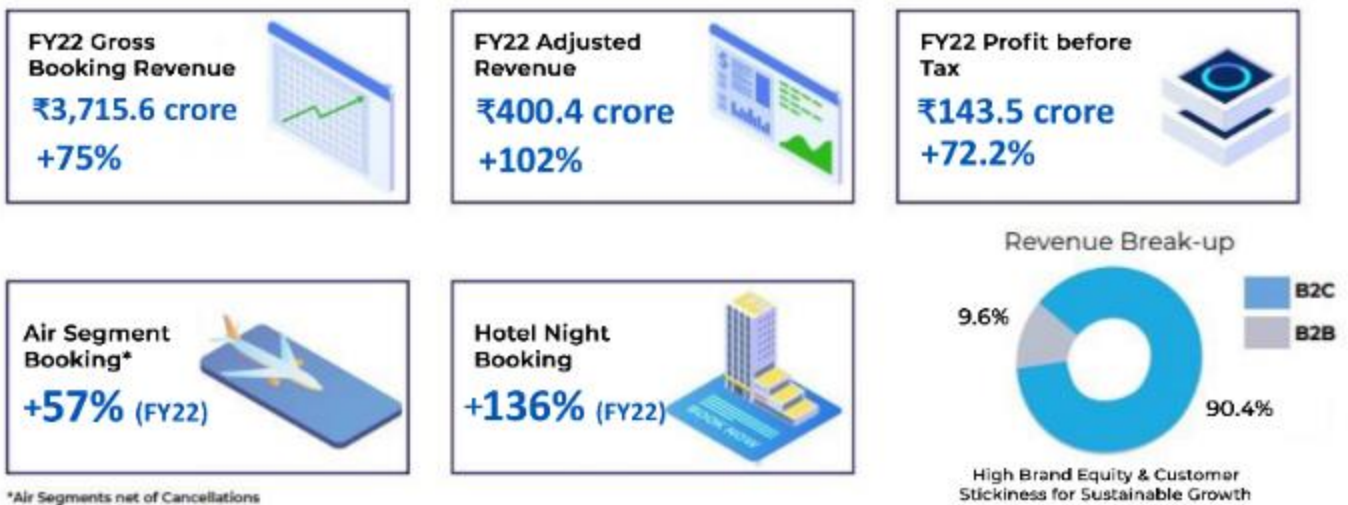 FY22 Gross
Booking Revenue
₹3,715.6 crore
+75%
FY22 Adjusted
Revenue
₹400.4 crore
+102%
FY22 Profit before
Tax
₹143.5 crore
+72.2%
Air Segment
Booking*
+57% (FY22)
Hotel Night
Booking
+136% (FY22)
BOOK NOW
Revenue Break-up
9.6%
B2C
B2B
90.4%
High Brand Equity & Customer
Stickiness for Sustainable Growth
*Air Segments net of Cancellations